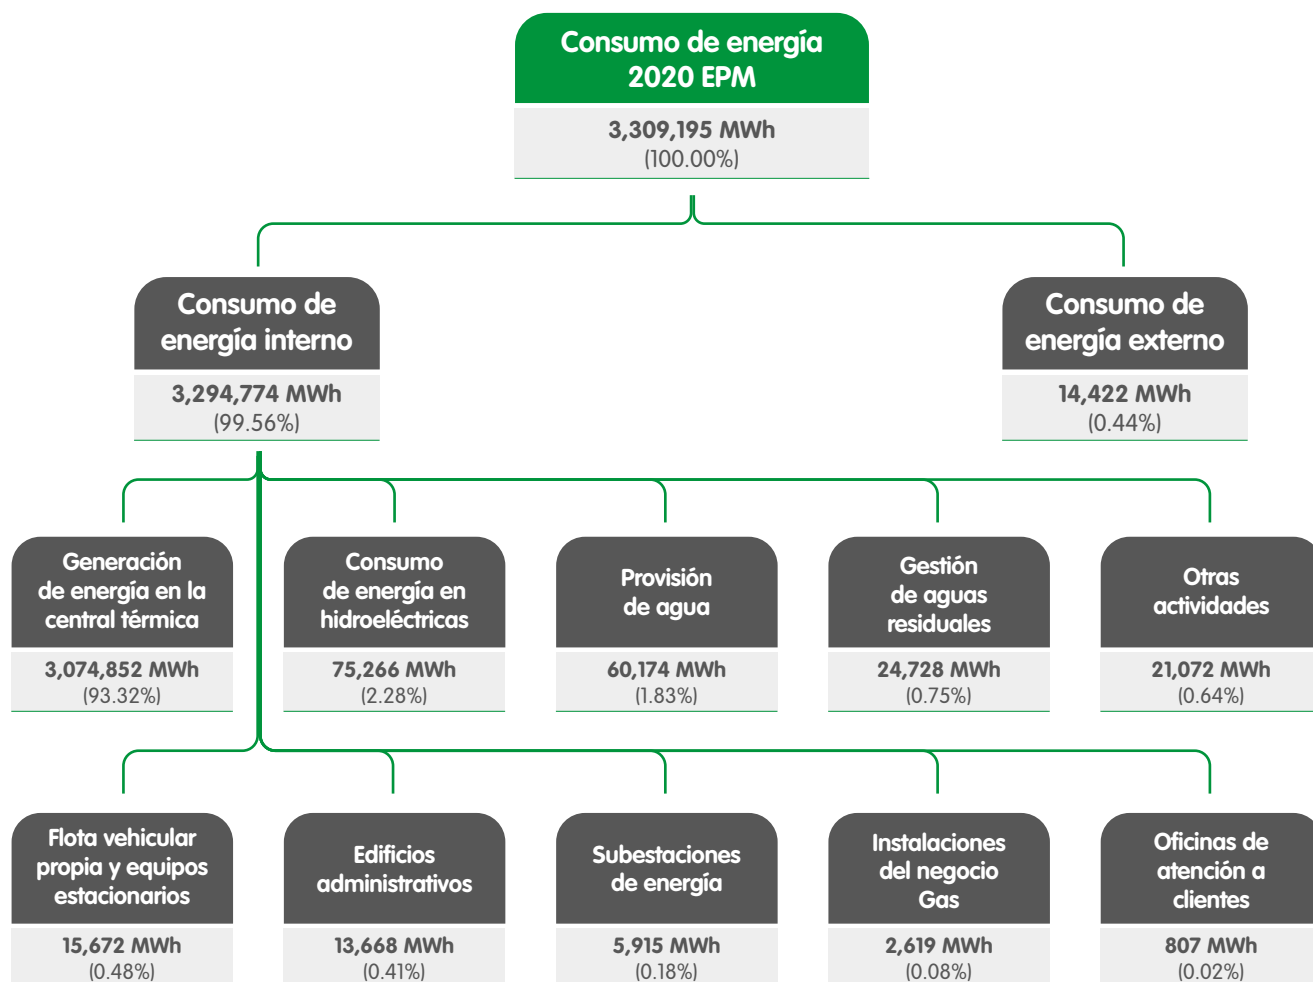 Consumo de energía
2020 EPM
3,309,195 MWh
(100.00%)
Consumo de
energía interno
3,294,774 MWh
(99.56%)
Consumo de
energía externo
14,422 MWh
(0.44%)
Generación
de energía en la
central térmica
3,074,852 MWh
(93.32%)
Consumo
de energía en
hidroeléctricas
75,266 MWh
(2.28%)
Provisión
de agua
60,174 MWh
(1.83%)
Gestión
de aguas
residuales
24,728 MWh
(0.75%)
Otras
actividades
21,072 MWh
(0.64%)
Flota vehicular
propia y equipos
estacionarios
15,672 MWh
(0.48%)
Edificios
administrativos
13,668 MWh
(0.41%)
Subestaciones
de energía
5,915 MWh
(0.18%)
Instalaciones
del negocio
Gas
2,619 MWh
(0.08%)
Oficinas de
atención a
clientes
807 MWh
(0.02%)